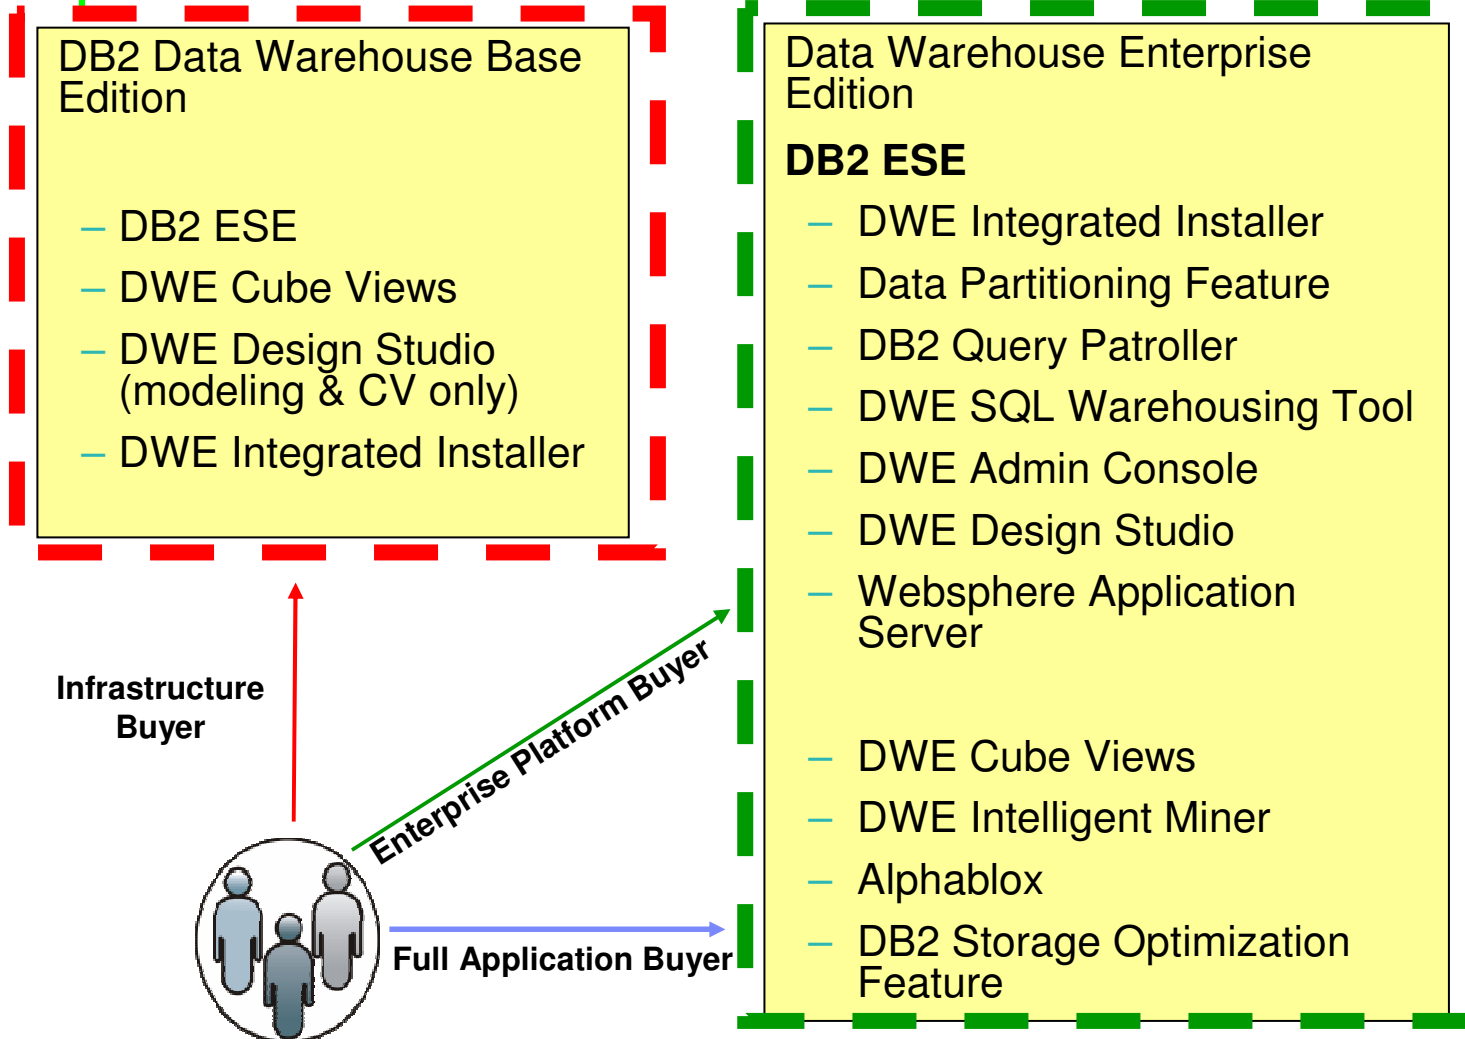 DB2 Data Warehouse Base
Edition
– DB2 ESE
– DWE Cube Views
– DWE Design Studio
(modeling & CV only)
– DWE Integrated Installer
Infrastructure
Buyer
Enterprise Platform Buyer
Full Application Buyer
Data Warehouse Enterprise
Edition
DB2 ESE
– DWE Integrated Installer
– Data Partitioning Feature
– DB2 Query Patroller
– DWE SQL Warehousing Tool
– DWE Admin Console
– DWE Design Studio
– Websphere Application
Server
– DWE Cube Views
– DWE Intelligent Miner
– Alphablox
– DB2 Storage Optimization
Feature